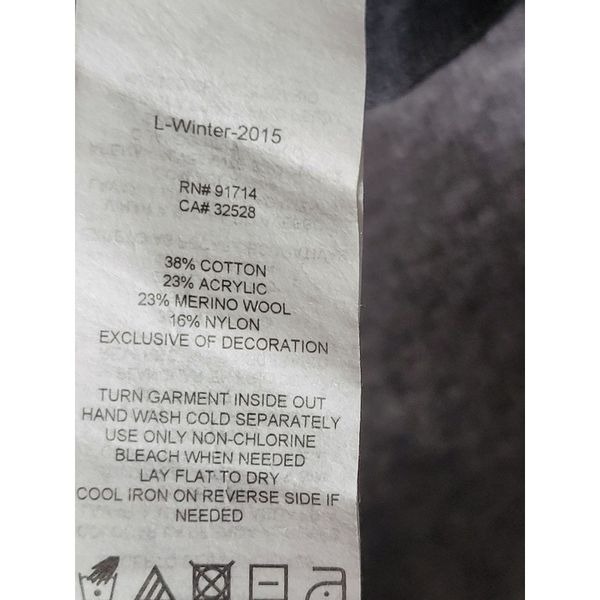 L-Winter-2015
RN# 91714
CA# 32528
38% COTTON
23% ACRYLIC
23% MERINO WOOL
16% NYLON
EXCLUSIVE OF DECORATION
TURN GARMENT INSIDE OUT
HAND WASH COLD SEPARATELY
USE ONLY NON-CHLORINE
BLEACH WHEN NEEDED
LAY FLAT TO DRY
COOL IRON ON REVERSE SIDE IF
NEEDED